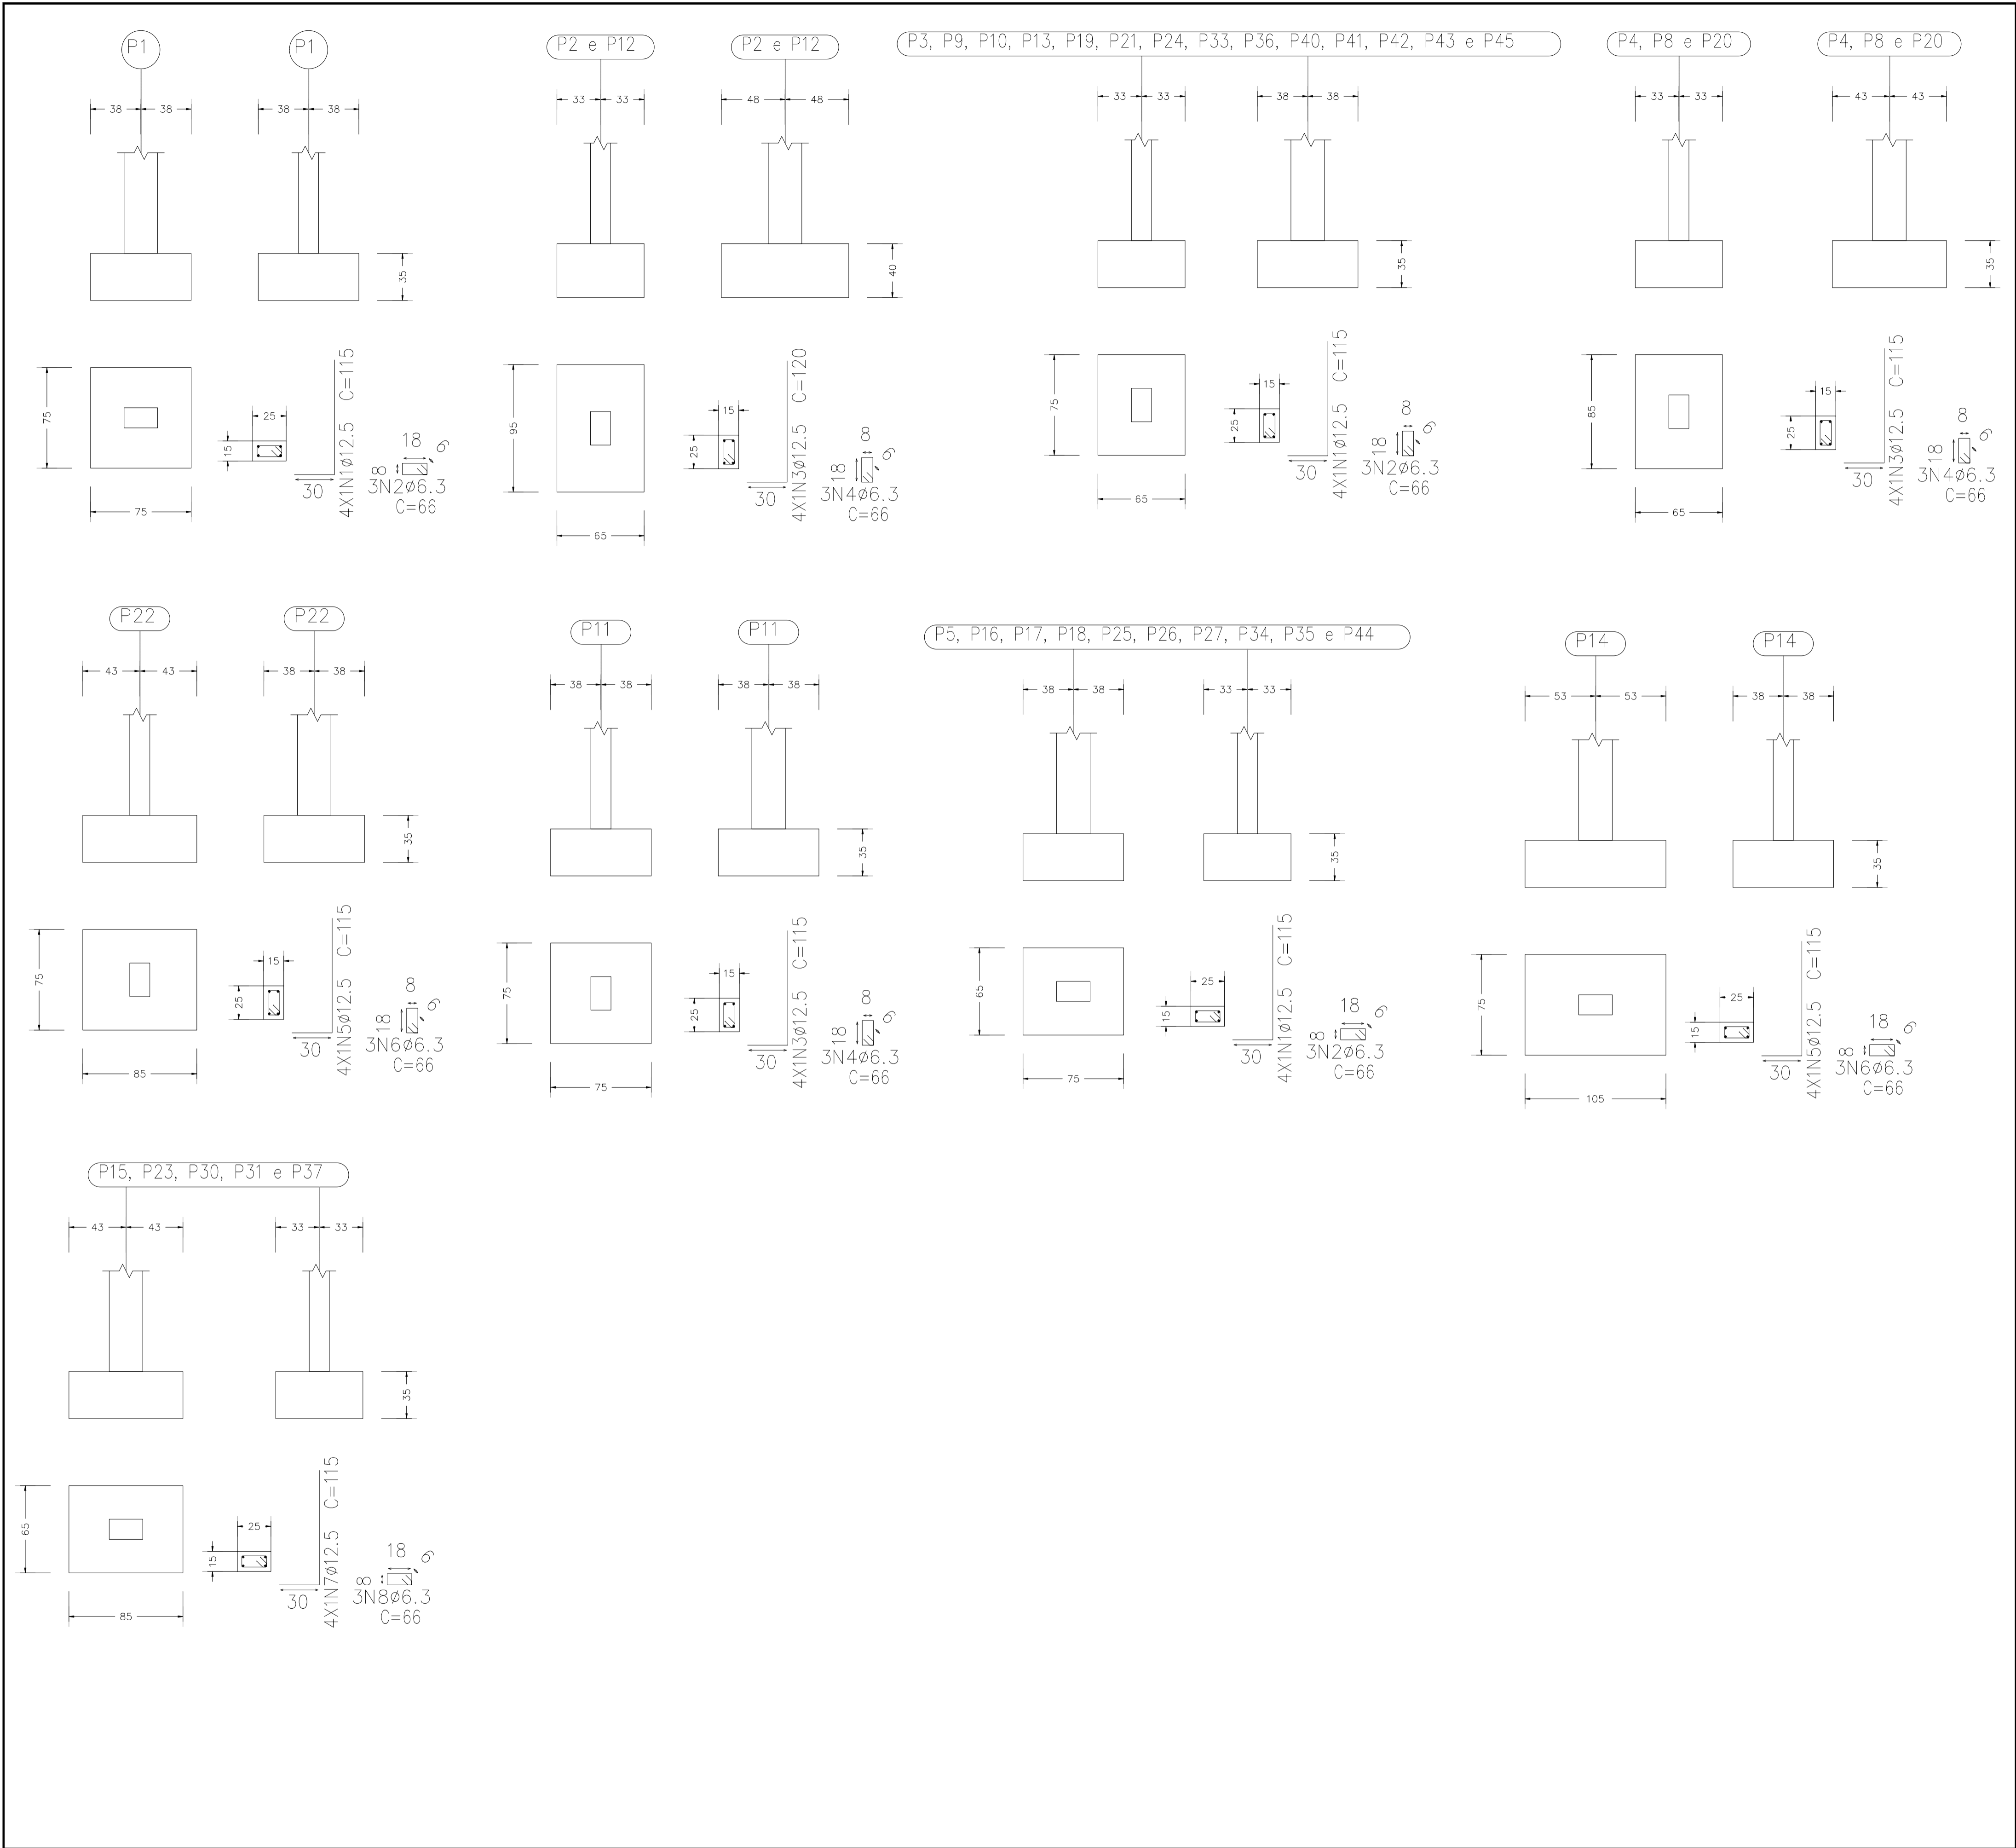 P1
P1
38 38
38 38
35
75
75
25
15
30
4X1N1ø12.5 C=115
18
8
6
3N2ø6.3
C=66
P2 e P12
P2 e P12
33 33
48 48
40
95
65
15
25
30
4X1N3ø12.5 C=120
8
18
6
3N4ø6.3
C=66
P3, P9, P10, P13, P19, P21, P24, P33, P36, P40, P41, P42, P43 e P45
33 33
38 38
35
75
65
15
25
30
4X1N1ø12.5 C=115
8
18
6
3N2ø6.3
C=66
P4, P8 e P20
P4, P8 e P20
33 33
43 43
35
85
65
15
25
30
4X1N3ø12.5 C=115
8
18
6
3N4ø6.3
C=66
P22
P22
43 43
38 38
35
75
85
15
25
30
4X1N5ø12.5 C=115
8
18
6
3N6ø6.3
C=66
P11
P11
38 38
38 38
35
75
75
15
25
30
4X1N3ø12.5 C=115
8
18
6
3N4ø6.3
C=66
P5, P16, P17, P18, P25, P26, P27, P34, P35 e P44
38 38
33 33
35
65
75
25
15
30
4X1N1ø12.5 C=115
18
8
6
3N2ø6.3
C=66
P14
P14
53 53
38 38
35
75
105
25
15
30
4X1N5ø12.5 C=115
18
8
6
3N6ø6.3
C=66
P15, P23, P30, P31 e P37
43 43
33 33
35
65
85
25
15
30
4X1N7ø12.5 C=115
18
8
6
3N8ø6.3
C=66